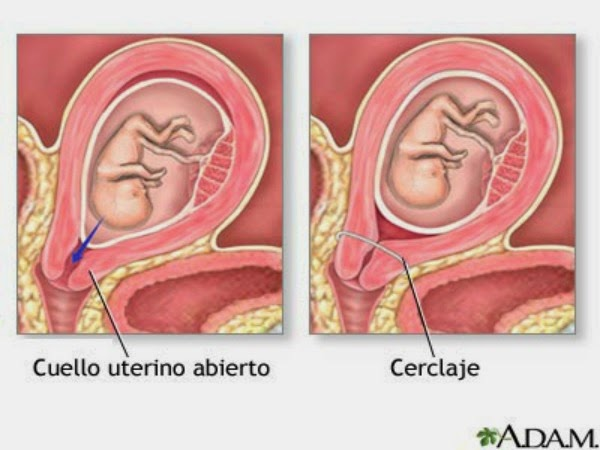 Cuello uterino abierto
Cerclaje
A.D.A.M.